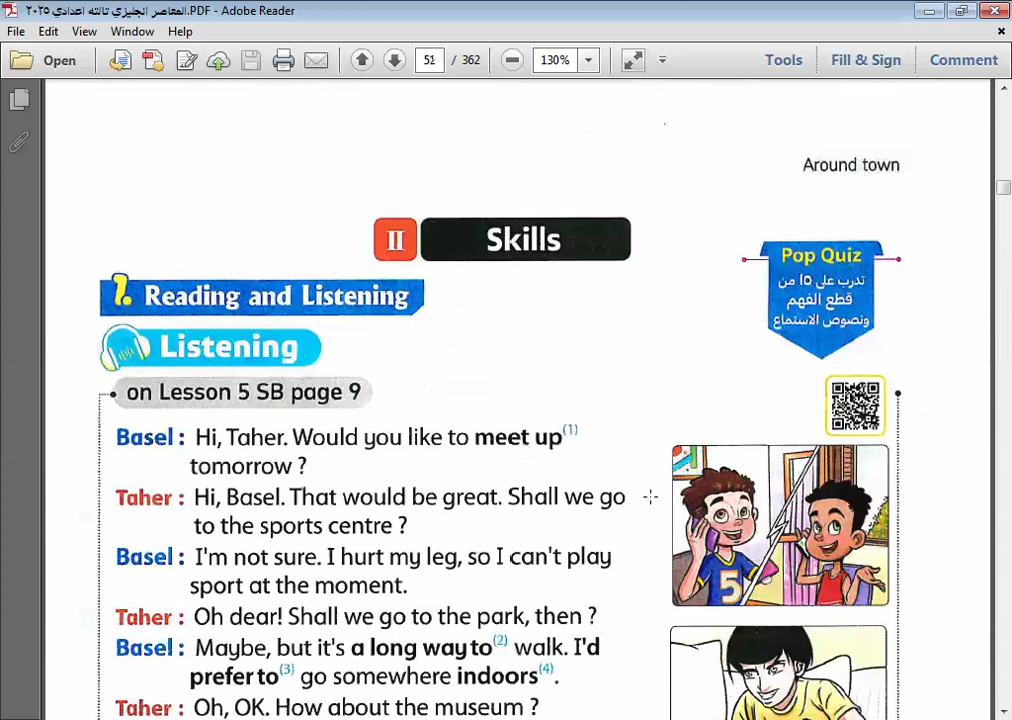 المعاصر انجليزي تالته اعدادي ٢٠٢٥.PDF - Adobe Reader
File Edit View Window Help
Open 51 / 362 130% Tools Fill & Sign Comment
Around town
II Skills
Pop Quiz
تدرب على ١٥ من
قطع الفهم
ونصوص الاستماع
1. Reading and Listening
Listening
on Lesson 5 SB page 9
Basel : Hi, Taher. Would you like to meet up(1)
tomorrow ?
Taher : Hi, Basel. That would be great. Shall we go
to the sports centre ?
Basel : I'm not sure. I hurt my leg, so I can't play
sport at the moment.
5
Taher : Oh dear! Shall we go to the park, then ?
Basel : Maybe, but it's a long way to(2) walk. I'd
prefer to(3) go somewhere indoors(4).
Taher : Oh, OK. How about the museum ?